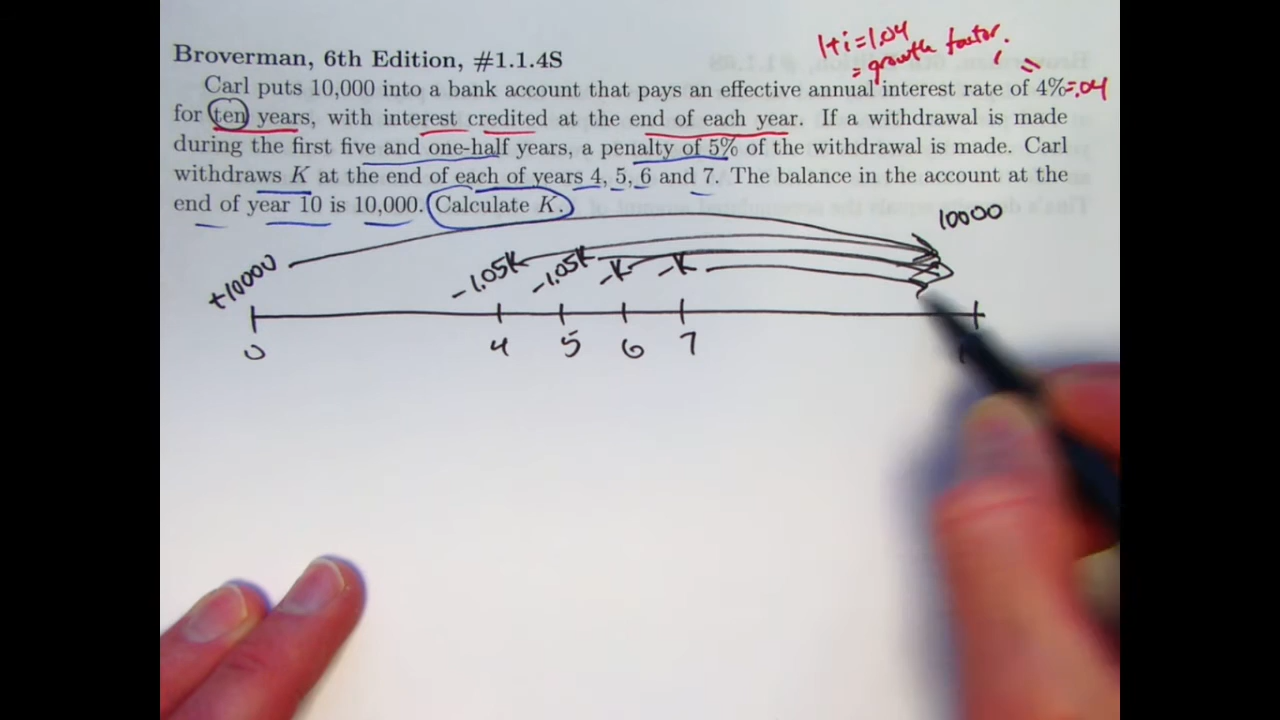 1+i=1.04
= growth factor.
Broverman, 6th Edition, #1.1.4S
Carl puts 10,000 into a bank account that pays an effective annual interest rate of 4% =.04
for ten years, with interest credited at the end of each year. If a withdrawal is made
during the first five and one-half years, a penalty of 5% of the withdrawal is made. Carl
withdraws K at the end of each of years 4, 5, 6 and 7. The balance in the account at the
end of year 10 is 10,000. Calculate K.
10000
+10000 -1.05K -1.05K -K -K
0 4 5 6 7